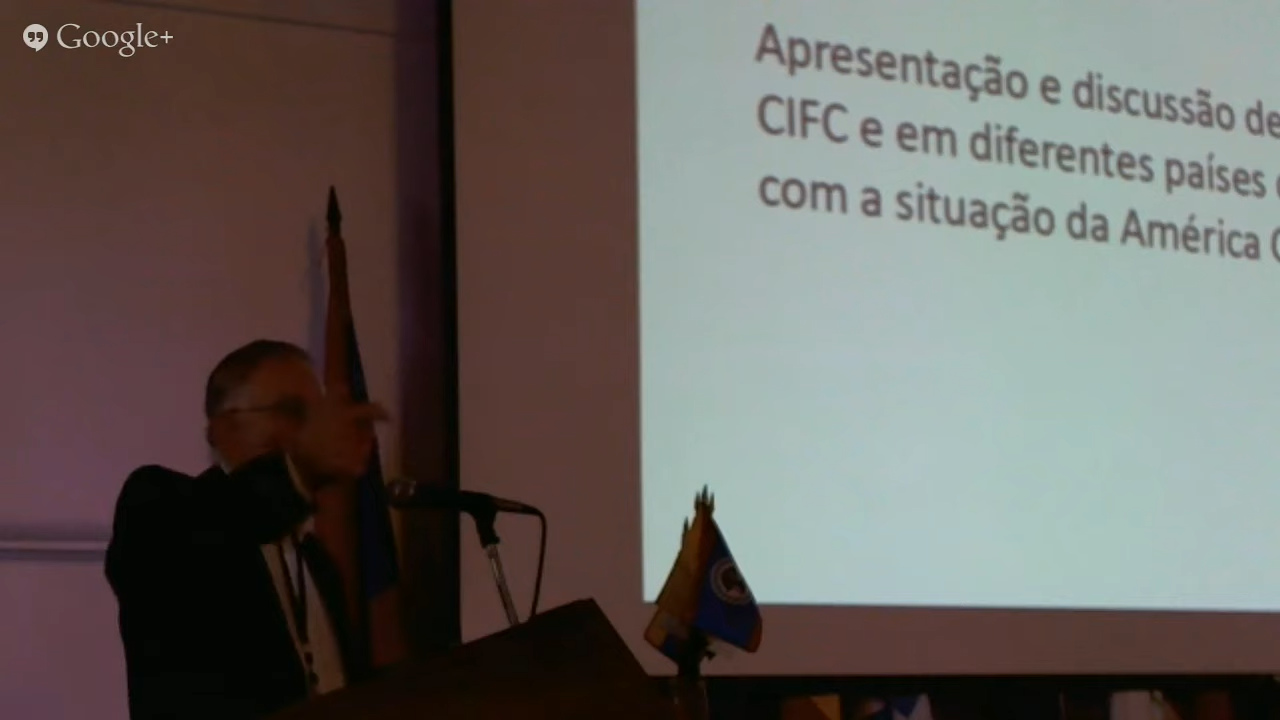 Google+
Apresentação e discussão de
CIFC e em diferentes países
com a situação da América